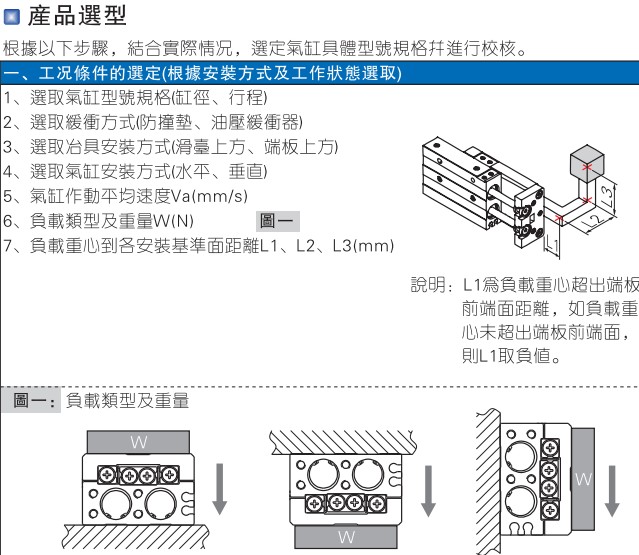 産品選型
根據以下步驟，結合實際情况，選定氣缸具體型號規格幷進行校核。
一、工况條件的選定(根據安裝方式及工作狀態選取)
1、選取氣缸型號規格(缸徑、行程)
2、選取緩衝方式(防撞墊、油壓緩衝器)
3、選取冶具安裝方式(滑臺上方、端板上方)
4、選取氣缸安裝方式(水平、垂直)
5、氣缸作動平均速度Va(mm/s)
6、負載類型及重量W(N) 圖一
7、負載重心到各安裝基準面距離L1、L2、L3(mm)
L1
L2
L3
說明：L1爲負載重心超出端板
前端面距離，如負載重
心未超出端板前端面，
則L1取負值。
圖一：負載類型及重量
W
W
W